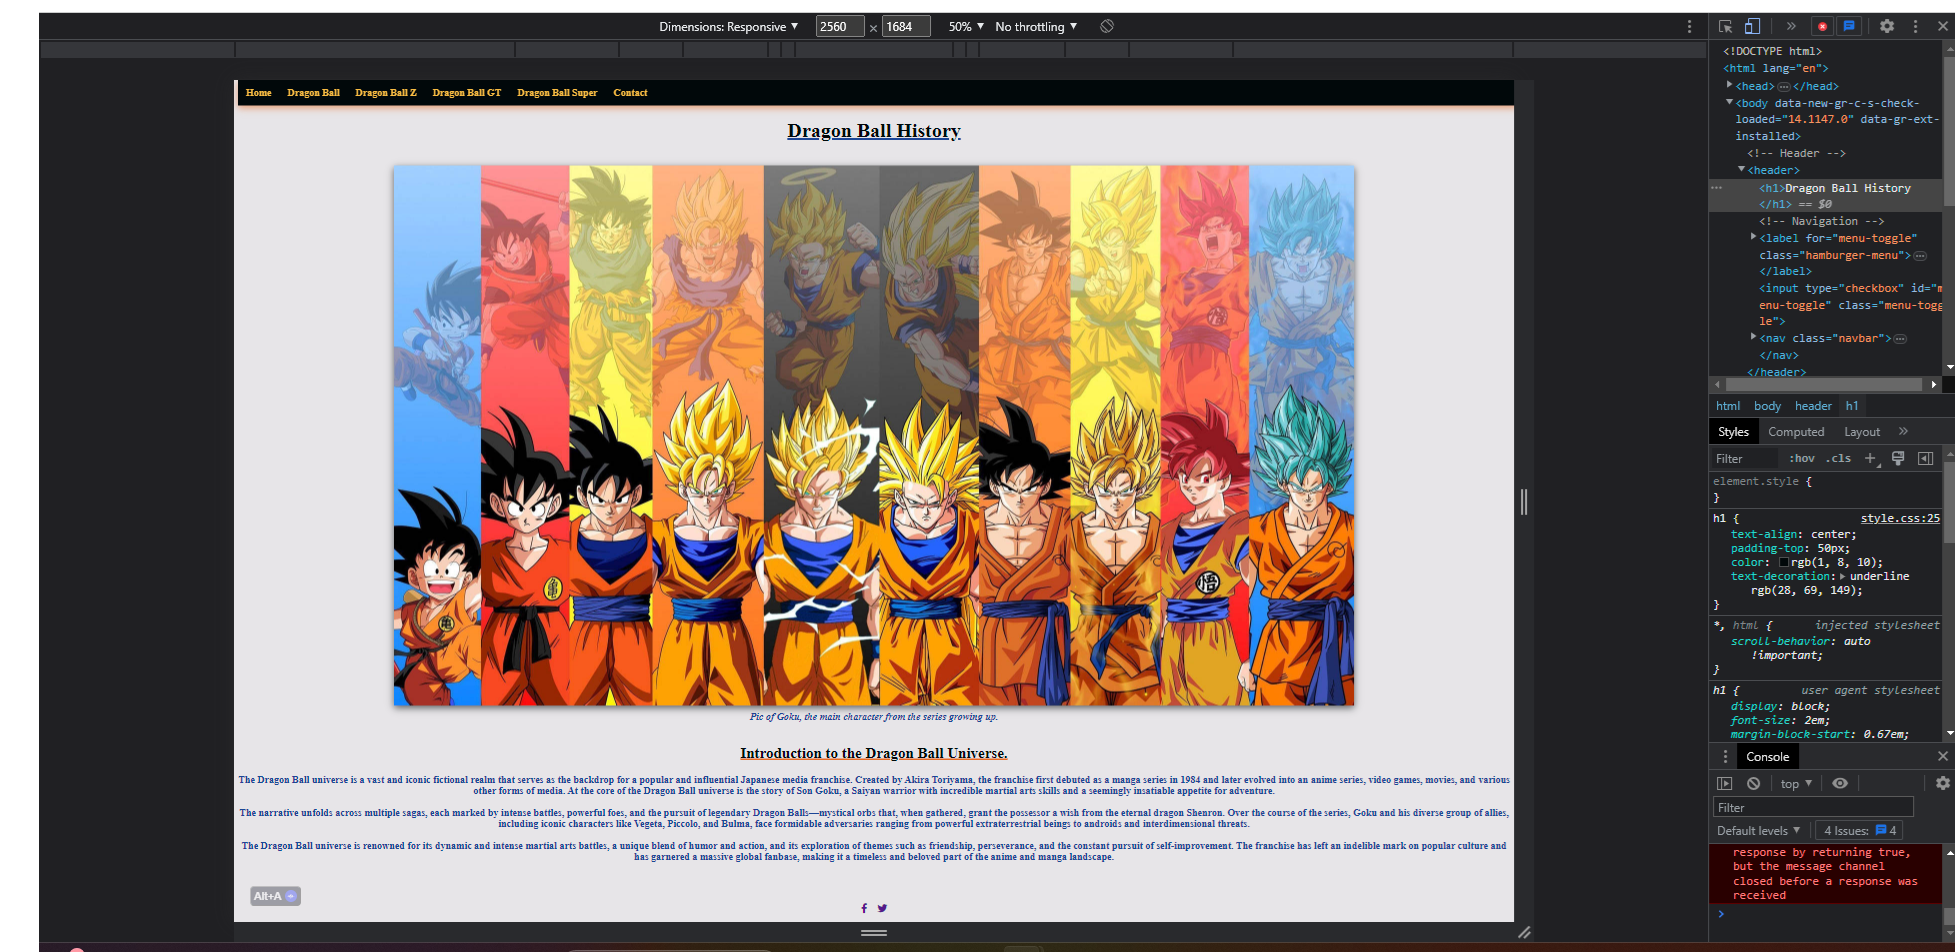 Dimensions: Responsive ▼ 2560 × 1684 50% ▼ No throttling ▼
Home Dragon Ball Dragon Ball Z Dragon Ball GT Dragon Ball Super Contact
Dragon Ball History
亀
悟
悟
Pic of Goku, the main character from the series growing up.
Introduction to the Dragon Ball Universe.
The Dragon Ball universe is a vast and iconic fictional realm that serves as the backdrop for a popular and influential Japanese media franchise. Created by Akira Toriyama, the franchise first debuted as a manga series in 1984 and later evolved into an anime series, video games, movies, and various
other forms of media. At the core of the Dragon Ball universe is the story of Son Goku, a Saiyan warrior with incredible martial arts skills and a seemingly insatiable appetite for adventure.
The narrative unfolds across multiple sagas, each marked by intense battles, powerful foes, and the pursuit of legendary Dragon Balls—mystical orbs that, when gathered, grant the possessor a wish from the eternal dragon Shenron. Over the course of the series, Goku and his diverse group of allies,
including iconic characters like Vegeta, Piccolo, and Bulma, face formidable adversaries ranging from powerful extraterrestrial beings to androids and interdimensional threats.
The Dragon Ball universe is renowned for its dynamic and intense martial arts battles, a unique blend of humor and action, and its exploration of themes such as friendship, perseverance, and the constant pursuit of self-improvement. The franchise has left an indelible mark on popular culture and
has garnered a massive global fanbase, making it a timeless and beloved part of the anime and manga landscape.
Alt+A
<!DOCTYPE html>
<html lang="en">
<head> … </head>
<body data-new-gr-c-s-check-
loaded="14.1147.0" data-gr-ext-
installed>
<!-- Header -->
<header>
<h1>Dragon Ball History
</h1> == $0
<!-- Navigation -->
<label for="menu-toggle"
class="hamburger-menu"> …
</label>
<input type="checkbox" id="m
enu-toggle" class="menu-togg
le">
<nav class="navbar"> …
</nav>
</header>
html body header h1
Styles Computed Layout »
Filter :hov .cls +
element.style {
}
h1 { style.css:25
text-align: center;
padding-top: 50px;
color: rgb(1, 8, 10);
text-decoration: ▶ underline
rgb(28, 69, 149);
}
*, html { injected stylesheet
scroll-behavior: auto
!important;
}
h1 { user agent stylesheet
display: block;
font-size: 2em;
margin-block-start: 0.67em;
Console
top ▼
Filter
Default levels ▼ 4 Issues: 4
response by returning true,
but the message channel
closed before a response was
received